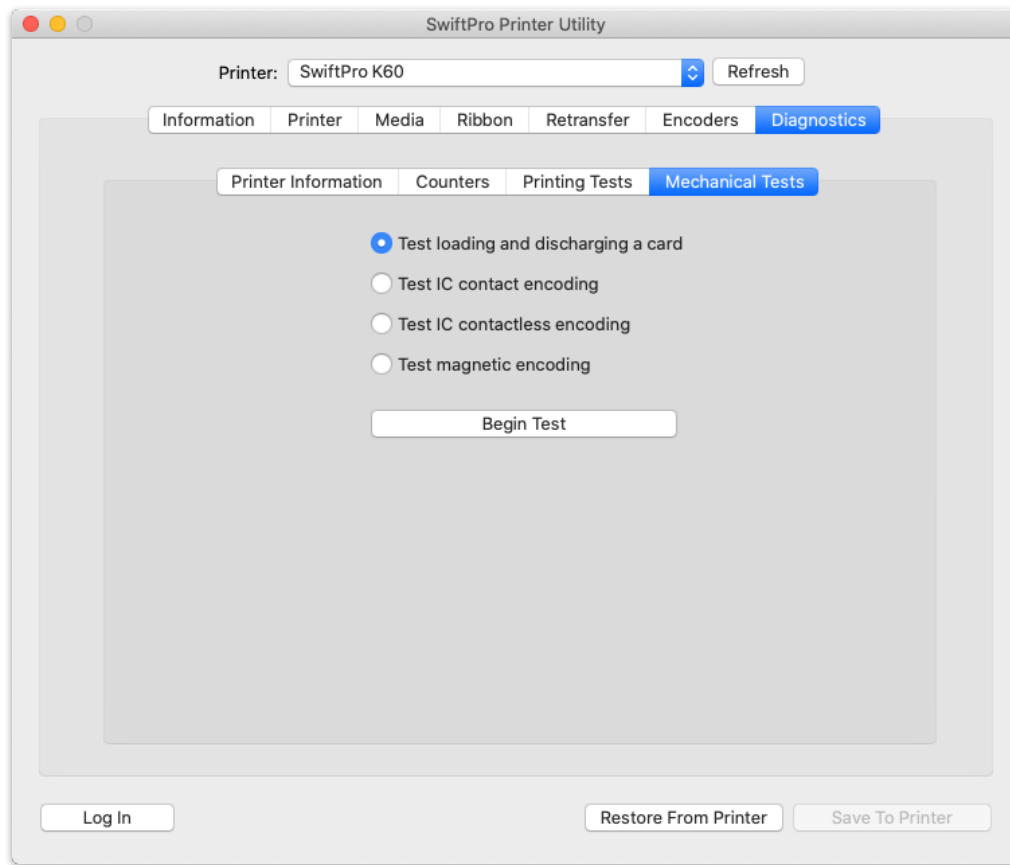 SwiftPro Printer Utility
Printer: SwiftPro K60 Refresh
Information Printer Media Ribbon Retransfer Encoders Diagnostics
Printer Information Counters Printing Tests Mechanical Tests
Test loading and discharging a card
Test IC contact encoding
Test IC contactless encoding
Test magnetic encoding
Begin Test
Log In Restore From Printer Save To Printer